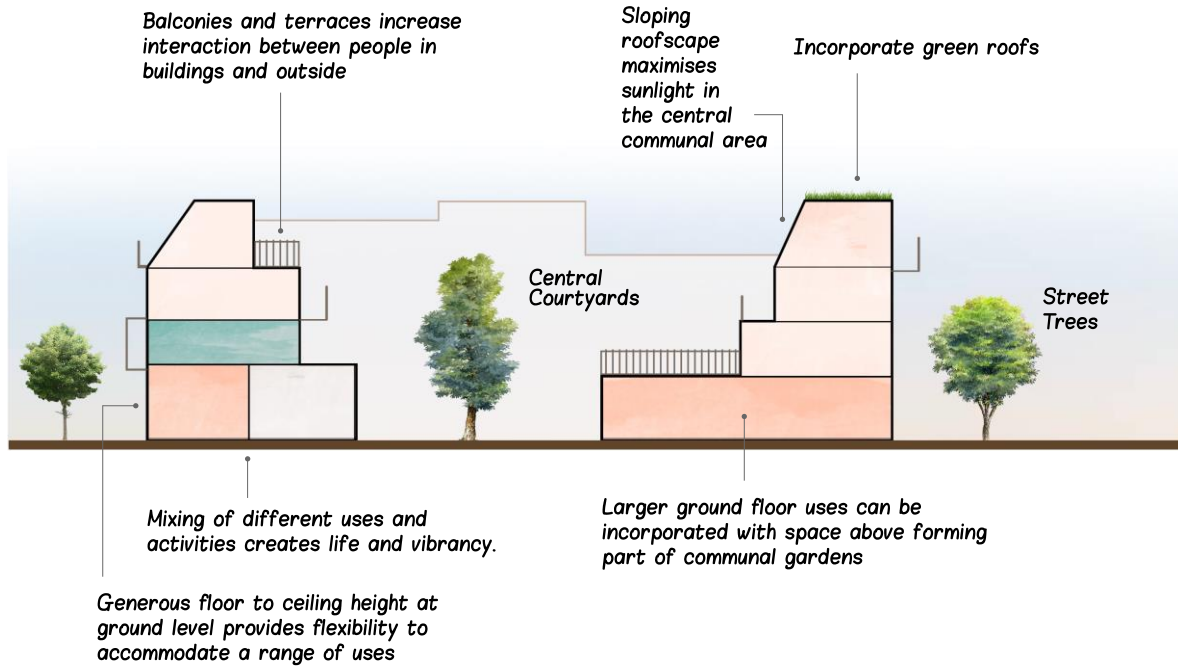 Balconies and terraces increase
interaction between people in
buildings and outside
Sloping
roofscape
maximises
sunlight in
the central
communal area
Incorporate green roofs
Central
Courtyards
Street
Trees
Mixing of different uses and
activities creates life and vibrancy.
Larger ground floor uses can be
incorporated with space above forming
part of communal gardens
Generous floor to ceiling height at
ground level provides flexibility to
accommodate a range of uses